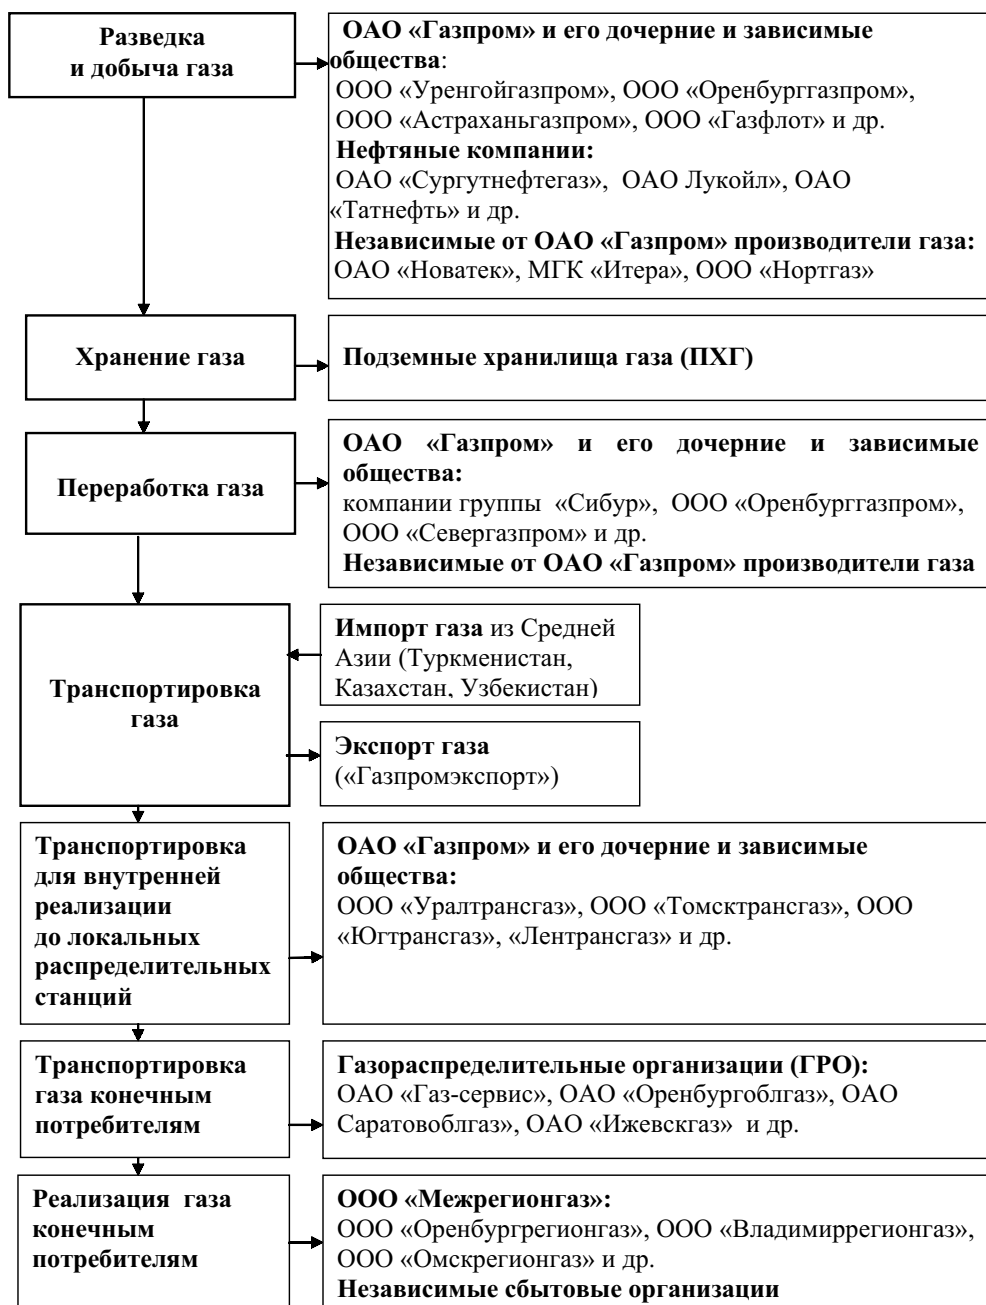 Разведка
и добыча газа
ОАО «Газпром» и его дочерние и зависимые
общества:
ООО «Уренгойгазпром», ООО «Оренбурггазпром»,
ООО «Астраханьгазпром», ООО «Газфлот» и др.
Нефтяные компании:
ОАО «Сургутнефтегаз», ОАО Лукойл», ОАО
«Татнефть» и др.
Независимые от ОАО «Газпром» производители газа:
ОАО «Новатек», МГК «Итера», ООО «Нортгаз»
Хранение газа
Подземные хранилища газа (ПХГ)
Переработка газа
ОАО «Газпром» и его дочерние и зависимые
общества:
компании группы «Сибур», ООО «Оренбурггазпром»,
ООО «Севергазпром» и др.
Независимые от ОАО «Газпром» производители газа
Транспортировка
газа
Импорт газа из Средней
Азии (Туркменистан,
Казахстан, Узбекистан)
Экспорт газа
(«Газпромэкспорт»)
Транспортировка
для внутренней
реализации
до локальных
распределительных
станций
ОАО «Газпром» и его дочерние и зависимые
общества:
ООО «Уралтрансгаз», ООО «Томсктрансгаз», ООО
«Югтрансгаз», «Лентрансгаз» и др.
Транспортировка
газа конечным
потребителям
Газораспределительные организации (ГРО):
ОАО «Газ-сервис», ОАО «Оренбургоблгаз», ОАО
Саратовоблгаз», ОАО «Ижевскгаз» и др.
Реализация газа
конечным
потребителям
ООО «Межрегионгаз»:
ООО «Оренбургрегионгаз», ООО «Владимиррегионгаз»,
ООО «Омскрегионгаз» и др.
Независимые сбытовые организации